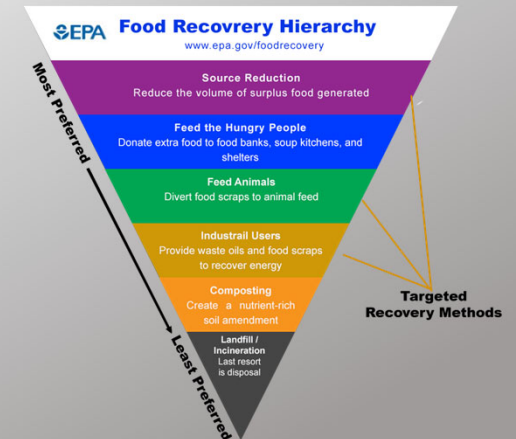 EPA Food Recovrery Hierarchy
www.epa.gov/foodrecovery
Source Reduction
Reduce the volume of surplus food generated
Feed the Hungry People
Donate extra food to food banks, soup kitchens, and
shelters
Feed Animals
Divert food scraps to animal feed
Industrail Users
Provide waste oils and food scraps
to recover energy
Composting
Create a nutrient-rich
soil amendment
Landfill /
Incineration
Last resort
is disposal
Most Preferred
Least Preferred
Targeted
Recovery Methods